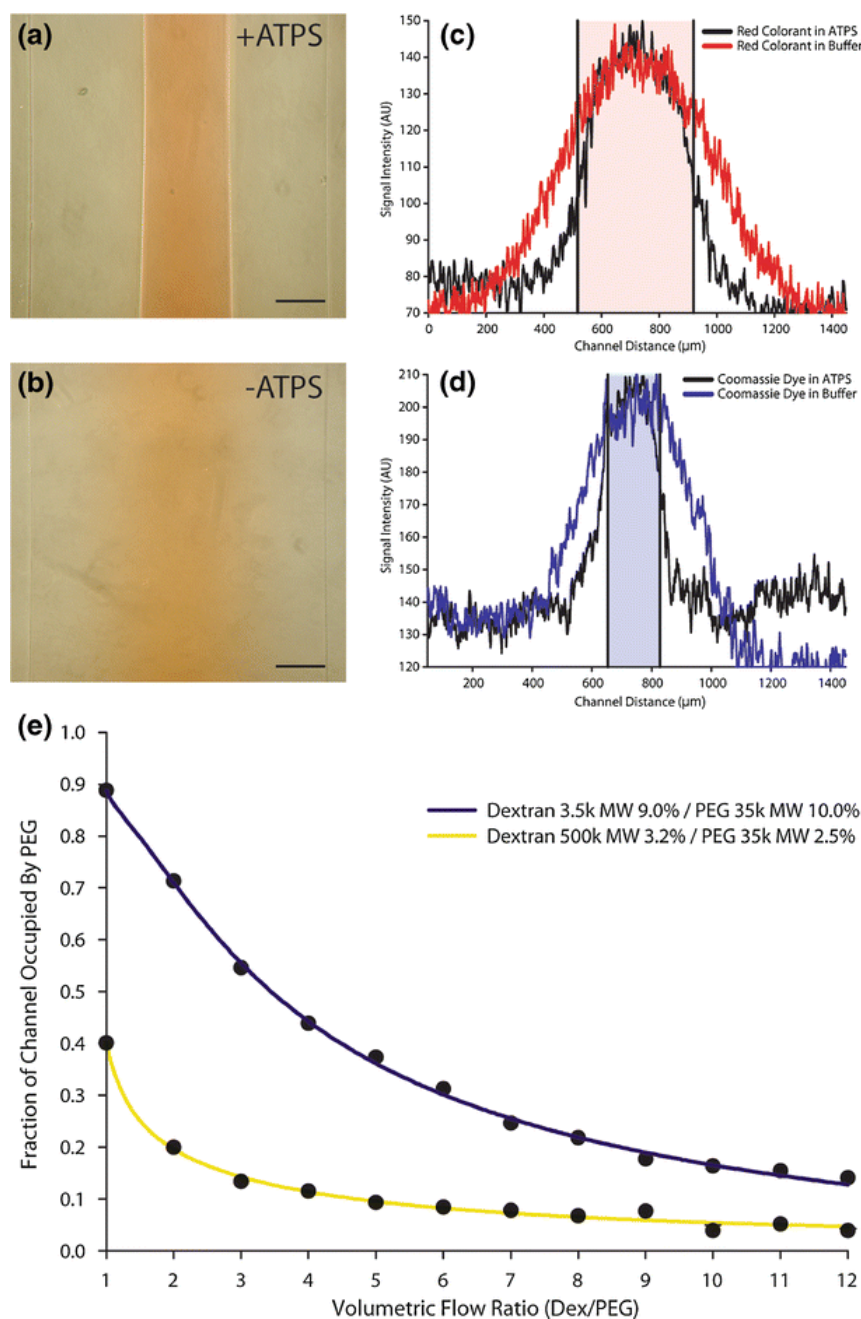 (a)
+ATPS
(b)
-ATPS
(c)
Red Colorant in ATPS
Red Colorant in Buffer
150
140
130
120
110
100
90
80
70
Signal Intensity (AU)
0 200 400 600 800 1000 1200 1400
Channel Distance (µm)
(d)
Coomassie Dye in ATPS
Coomassie Dye in Buffer
210
200
190
180
170
160
150
140
130
120
Signal Intensity (AU)
200 400 600 800 1000 1200 1400
Channel Distance (µm)
(e)
Dextran 3.5k MW 9.0% / PEG 35k MW 10.0%
Dextran 500k MW 3.2% / PEG 35k MW 2.5%
1.0
0.9
0.8
0.7
0.6
0.5
0.4
0.3
0.2
0.1
0.0
Fraction of Channel Occupied By PEG
1 2 3 4 5 6 7 8 9 10 11 12
Volumetric Flow Ratio (Dex/PEG)